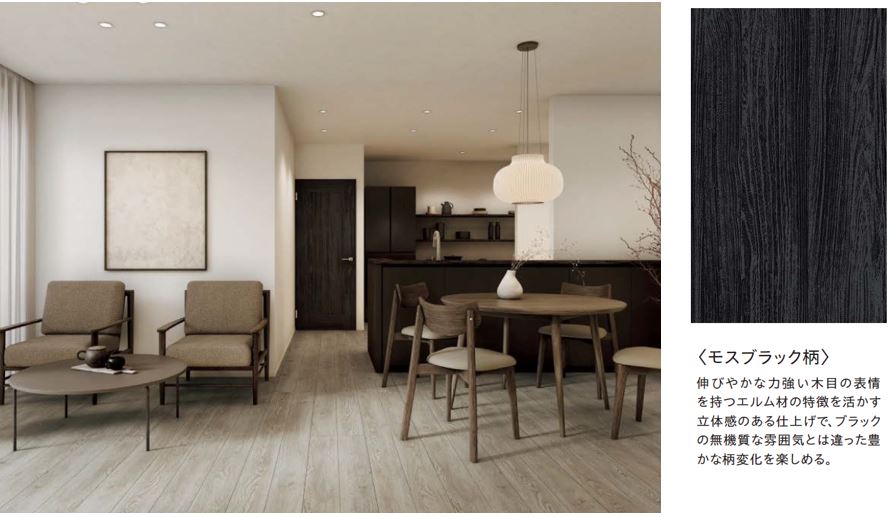 〈モスブラック柄〉
伸びやかな力強い木目の表情
を持つエルム材の特徴を活かす
立体感のある仕上げで、ブラック
の無機質な雰囲気とは違った豊
かな柄変化を楽しめる。